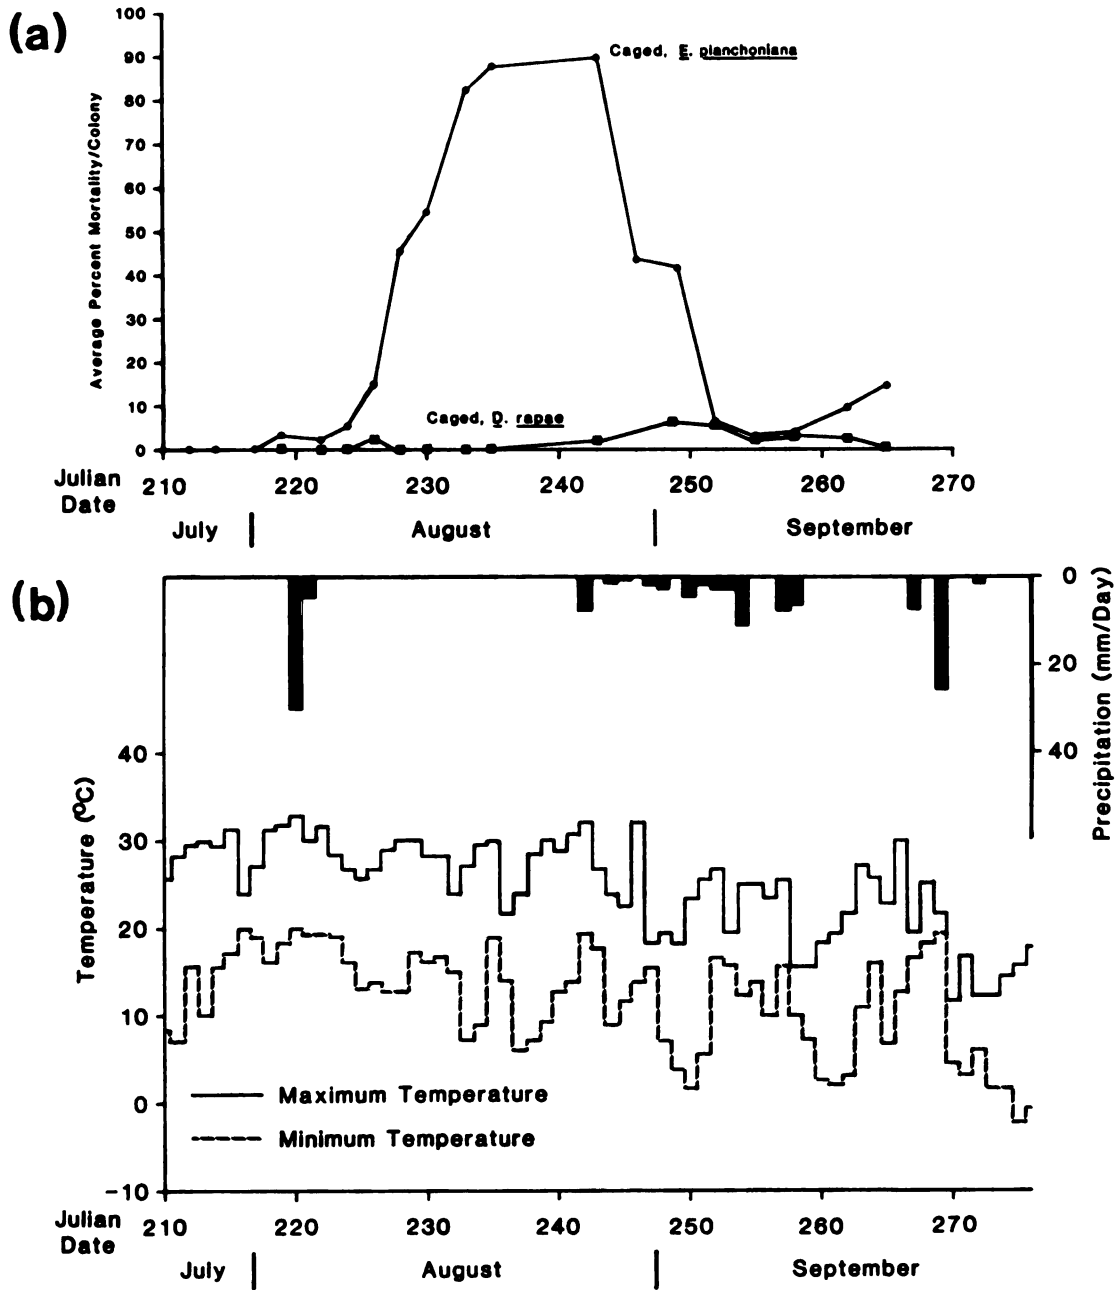 (a)
100
90
80
70
60
50
40
30
20
10
0
Average Percent Mortality/Colony
Caged, E. planchoniana
Caged, D. rapae
Julian
Date
210 220 230 240 250 260 270
July | August | September
(b)
0
20
40
Precipitation (mm/Day)
40
30
20
10
0
-10
Temperature (ºC)
Maximum Temperature
Minimum Temperature
Julian
Date
210 220 230 240 250 260 270
July | August | September